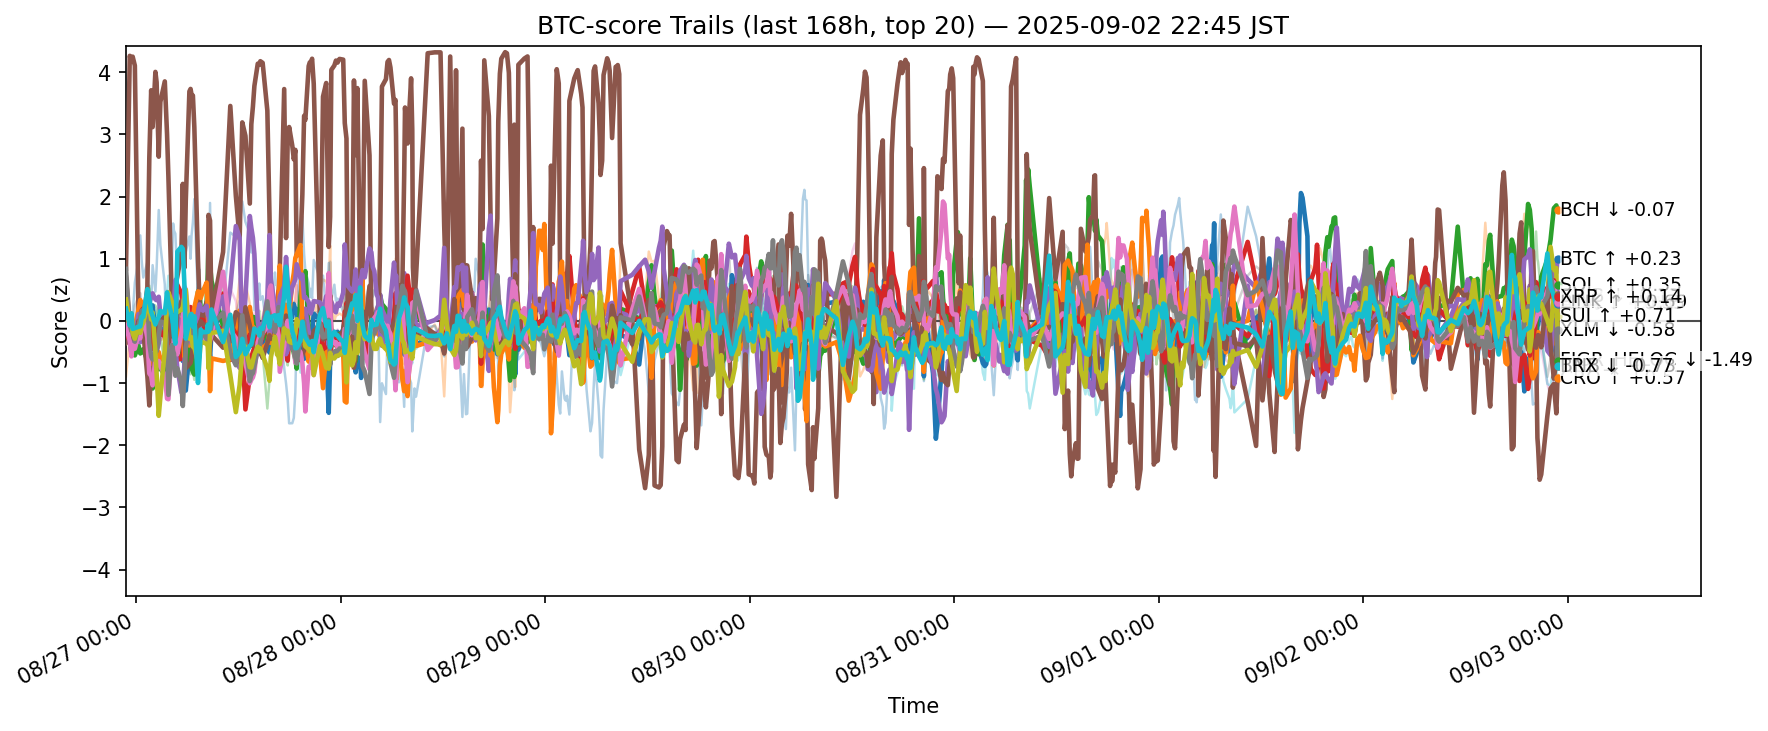 BTC-score Trails (last 168h, top 20) — 2025-09-02 22:45 JST
Score (z)
4
3
2
1
0
−1
−2
−3
−4
BCH ↓ -0.07
BTC ↑ +0.23
SOL ↑ +0.35
XRP ↑ +0.14
SUI ↑ +0.71
XLM ↓ -0.58
↓ -1.49
TRX ↓ -0.77
CRO ↑ +0.57
08/27 00:00
08/28 00:00
08/29 00:00
08/30 00:00
08/31 00:00
09/01 00:00
09/02 00:00
09/03 00:00
Time